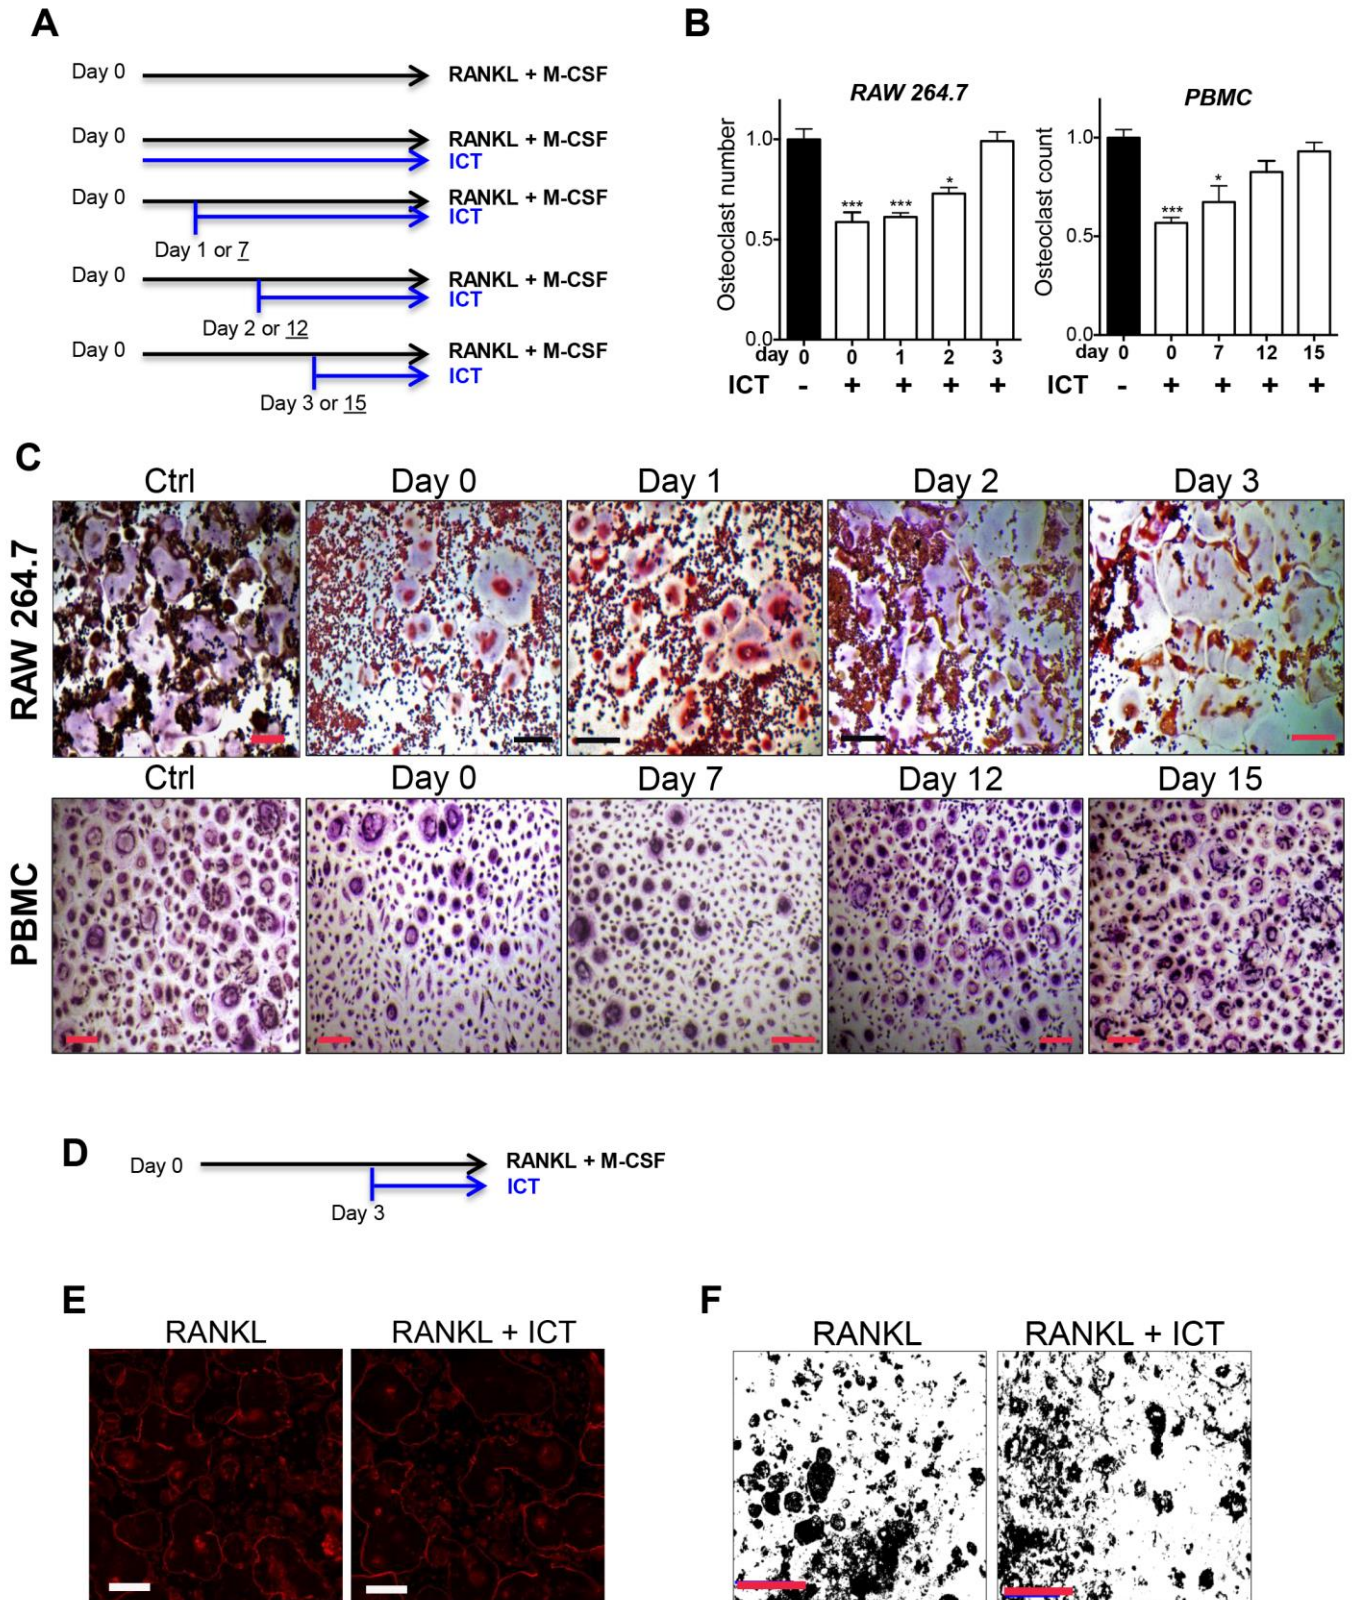 A
Day 0 RANKL + M-CSF
Day 0 RANKL + M-CSF
ICT
Day 0 RANKL + M-CSF
ICT
Day 1 or 7
Day 0 RANKL + M-CSF
ICT
Day 2 or 12
Day 0 RANKL + M-CSF
ICT
Day 3 or 15
B
RAW 264.7
Osteoclast number
1.0
0.5
0.0
*** *** *
day 0 0 1 2 3
ICT - + + + +
PBMC
Osteoclast count
1.0
0.5
0.0
*** *
day 0 0 7 12 15
ICT - + + + +
C
Ctrl Day 0 Day 1 Day 2 Day 3
RAW 264.7
Ctrl Day 0 Day 7 Day 12 Day 15
PBMC
D
Day 0 RANKL + M-CSF
ICT
Day 3
E
RANKL RANKL + ICT
F
RANKL RANKL + ICT